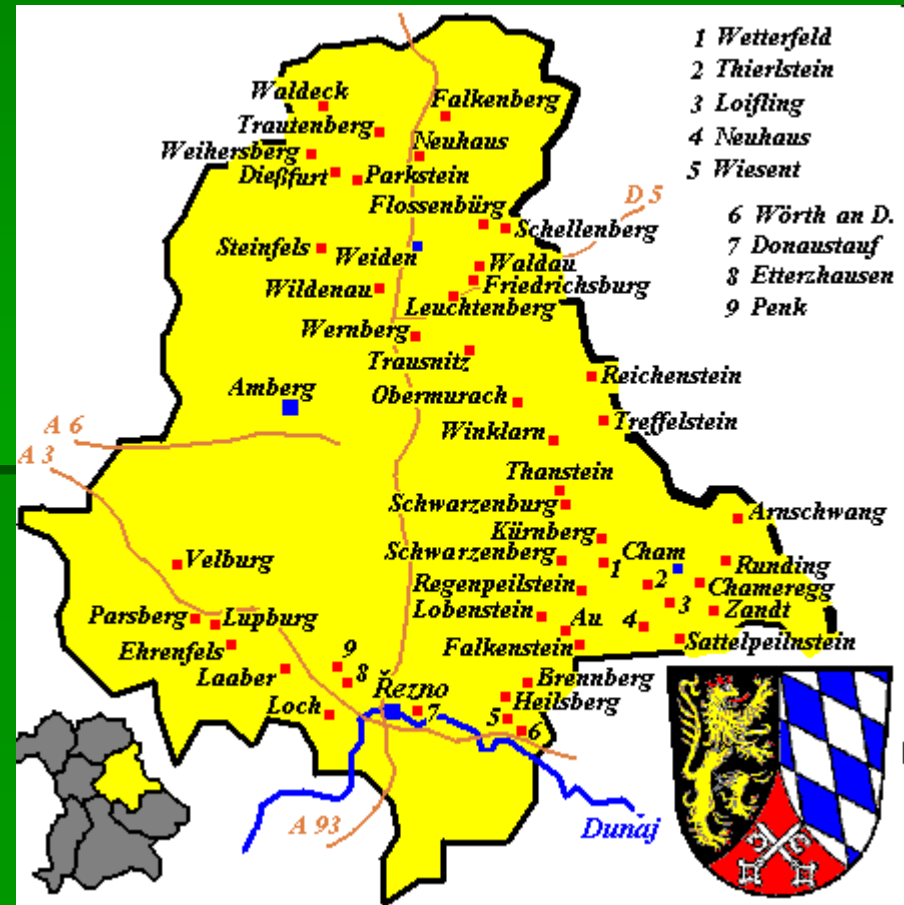 1 Wetterfeld
2 Thierlstein
3 Loifling
4 Neuhaus
5 Wiesent
6 Wörth an D.
7 Donaustauf
8 Etterzhausen
9 Penk
Waldeck
Falkenberg
Trautenberg
Neuhaus
Weihersberg
Dießfurt
Parkstein
Flossenbürg
D 5
Schellenberg
Steinfels
Weiden
Waldau
Wildenau
Friedrichsburg
Leuchtenberg
Wernberg
Trausnitz
Reichenstein
Amberg
Obermurach
Treffelstein
A 6
Winklarn
A 3
Thanstein
Schwarzenburg
Arnschwang
Kürnberg
Schwarzenberg
Cham
Velburg
1
Runding
Regenpeilstein
2
Chameregg
Lobenstein
3
Zandt
Parsberg
Lupburg
Au
4
Sattelpeilnstein
Ehrenfels
Falkenstein
9
Laaber
8
Brennberg
Řezno
Heilsberg
Loch
7
5
6
A 93
Dunaj